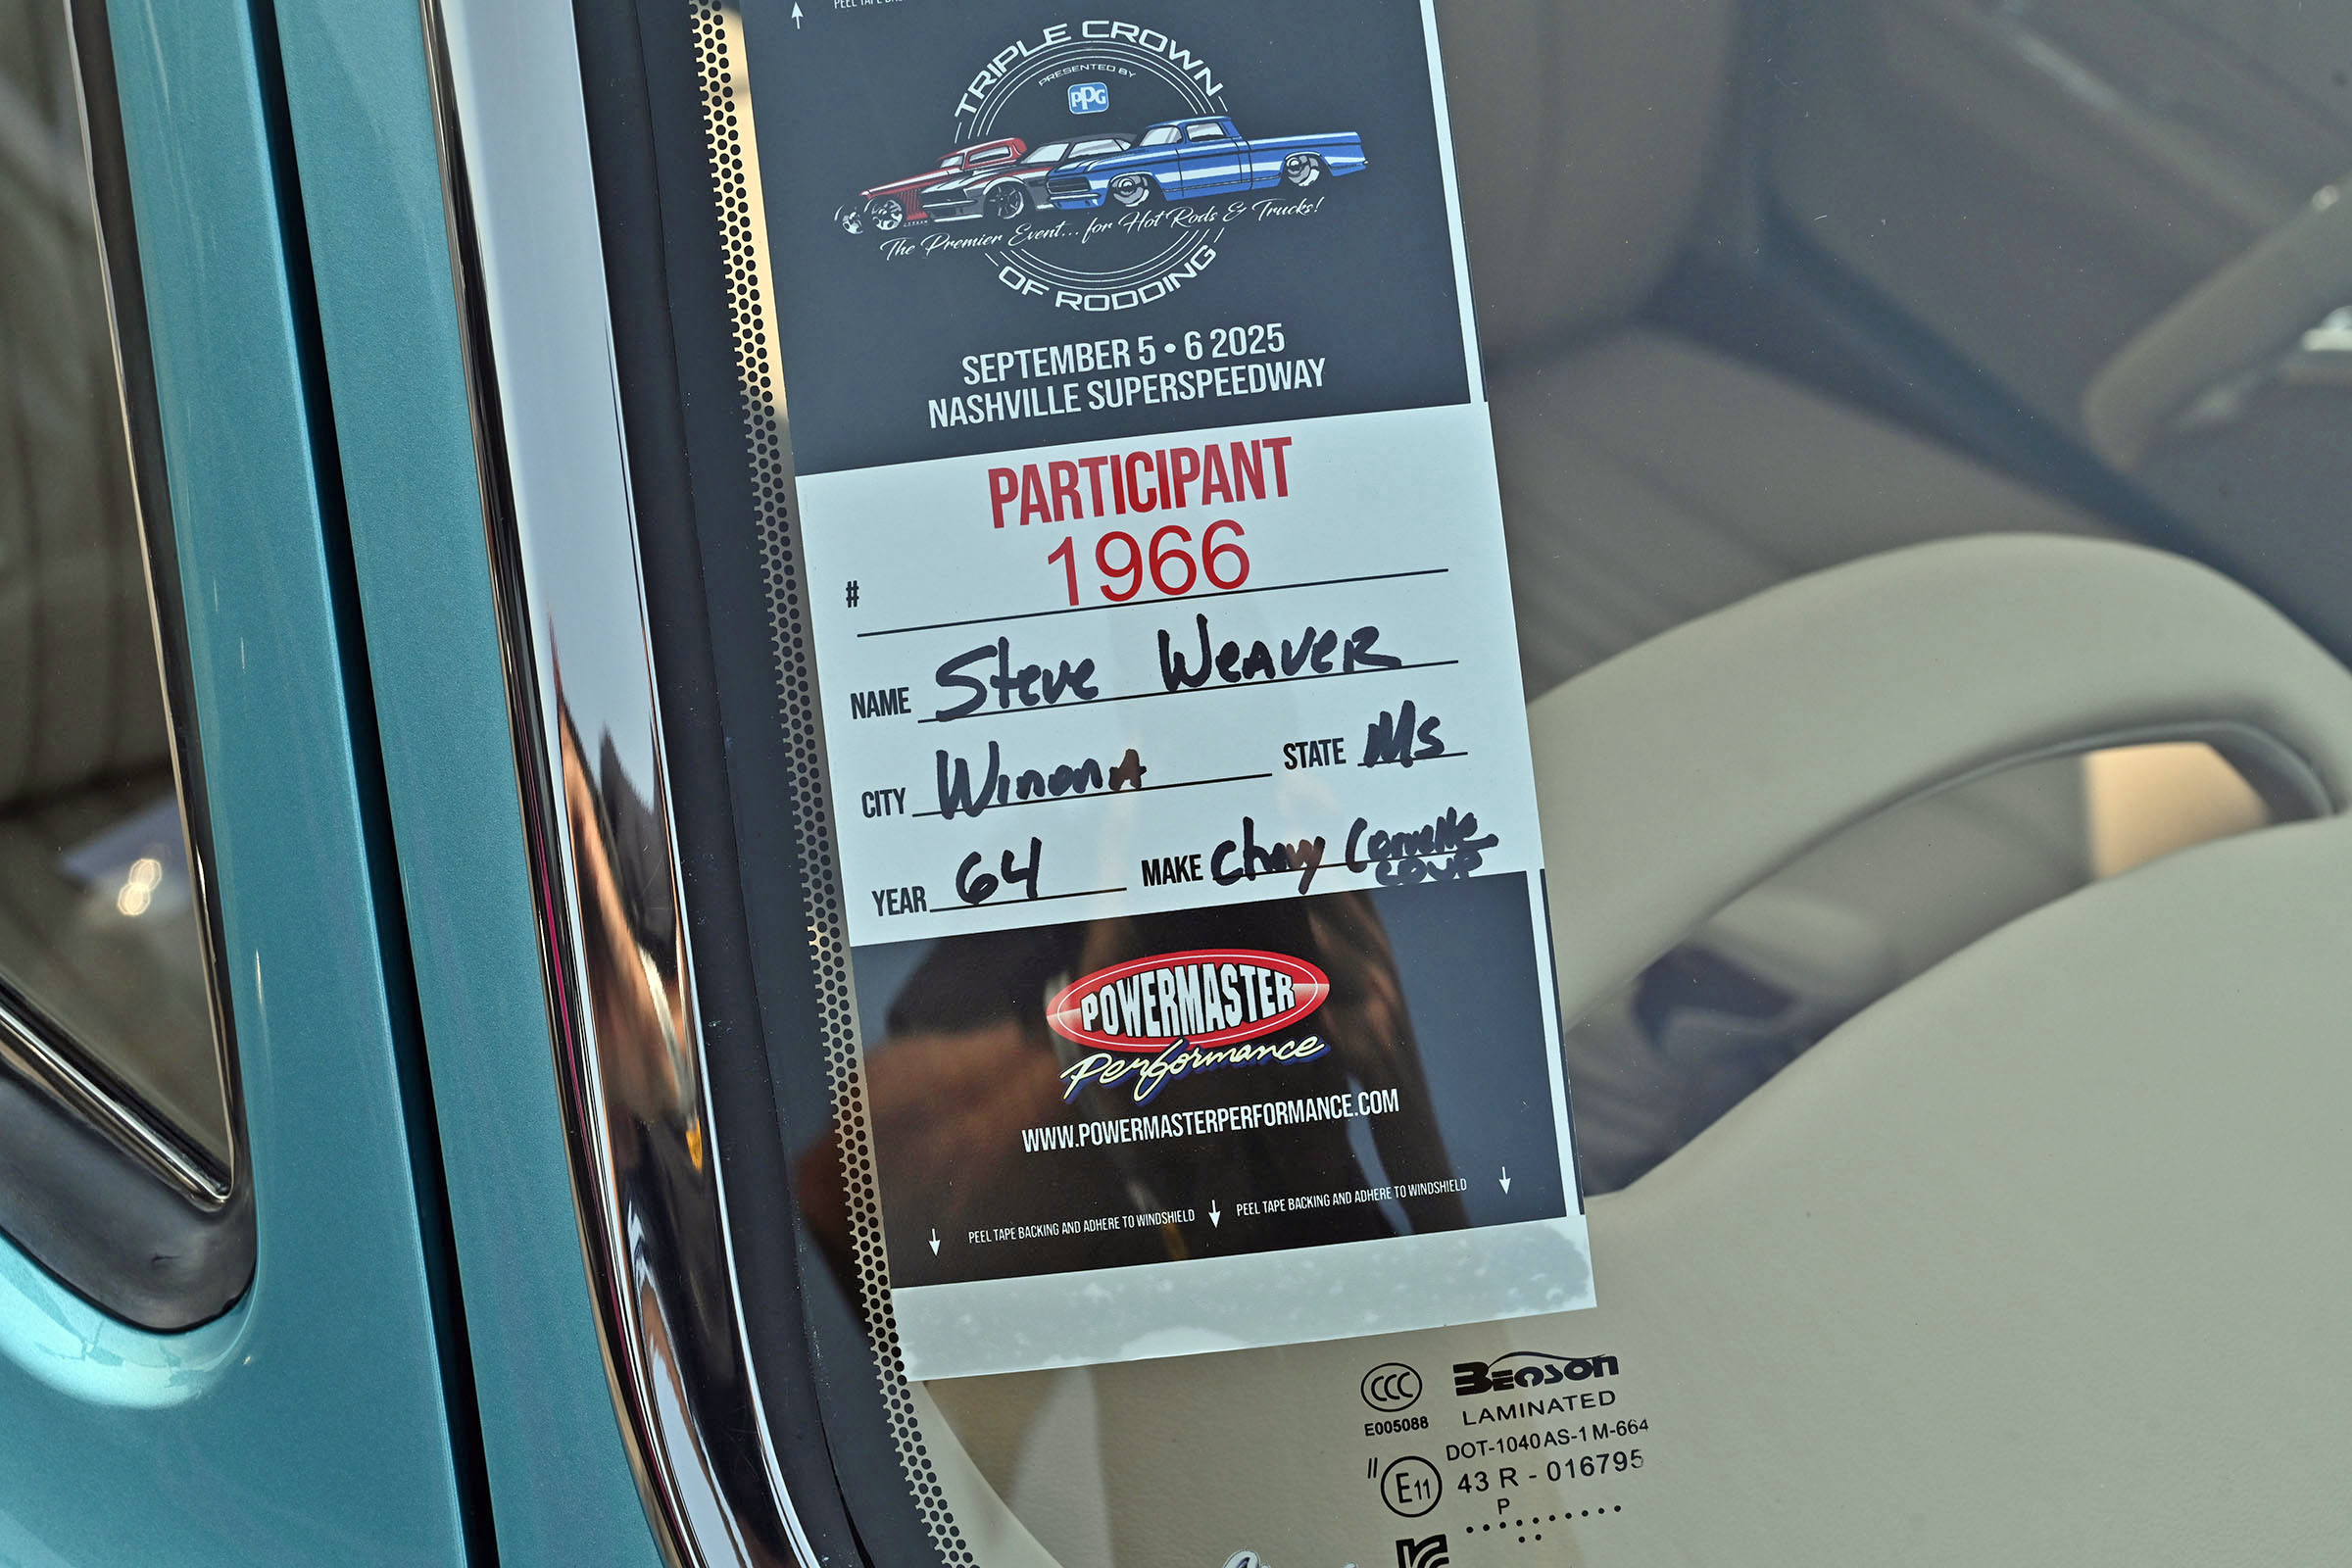 TRIPLE CROWN
PRESENTED BY
PPG
The Premier Event... for Hot Rods & Trucks!
OF RODDING
SEPTEMBER 5 • 6 2025
NASHVILLE SUPERSPEEDWAY
PARTICIPANT
# 1966
NAME Steve Weaver
CITY Winona STATE Ms
YEAR 64 MAKE Chevy Corvette
COUP
POWERMASTER
Performance
WWW.POWERMASTERPERFORMANCE.COM
PEEL TAPE BACKING AND ADHERE TO WINDSHIELD PEEL TAPE BACKING AND ADHERE TO WINDSHIELD
CCC BENSON
E005088 LAMINATED
DOT-1040 AS-1 M-664
E11 43 R - 016795
P